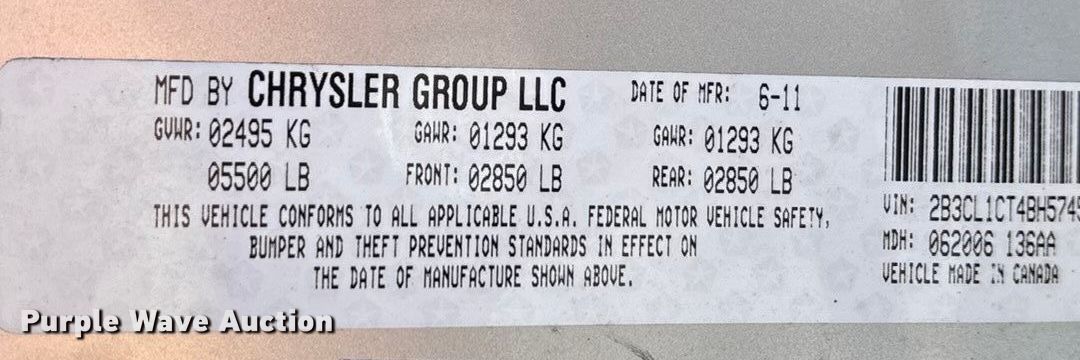 MFD BY CHRYSLER GROUP LLC DATE OF MFR: 6-11
GVWR: 02495 KG GAWR: 01293 KG GAWR: 01293 KG
05500 LB FRONT: 02850 LB REAR: 02850 LB
THIS VEHICLE CONFORMS TO ALL APPLICABLE U.S.A. FEDERAL MOTOR VEHICLE SAFETY,
BUMPER AND THEFT PREVENTION STANDARDS IN EFFECT ON
THE DATE OF MANUFACTURE SHOWN ABOVE.
VIN: 2B3CL1CT4BH574
MDH: 062006 136AA
VEHICLE MADE IN CANADA
Purple Wave Auction